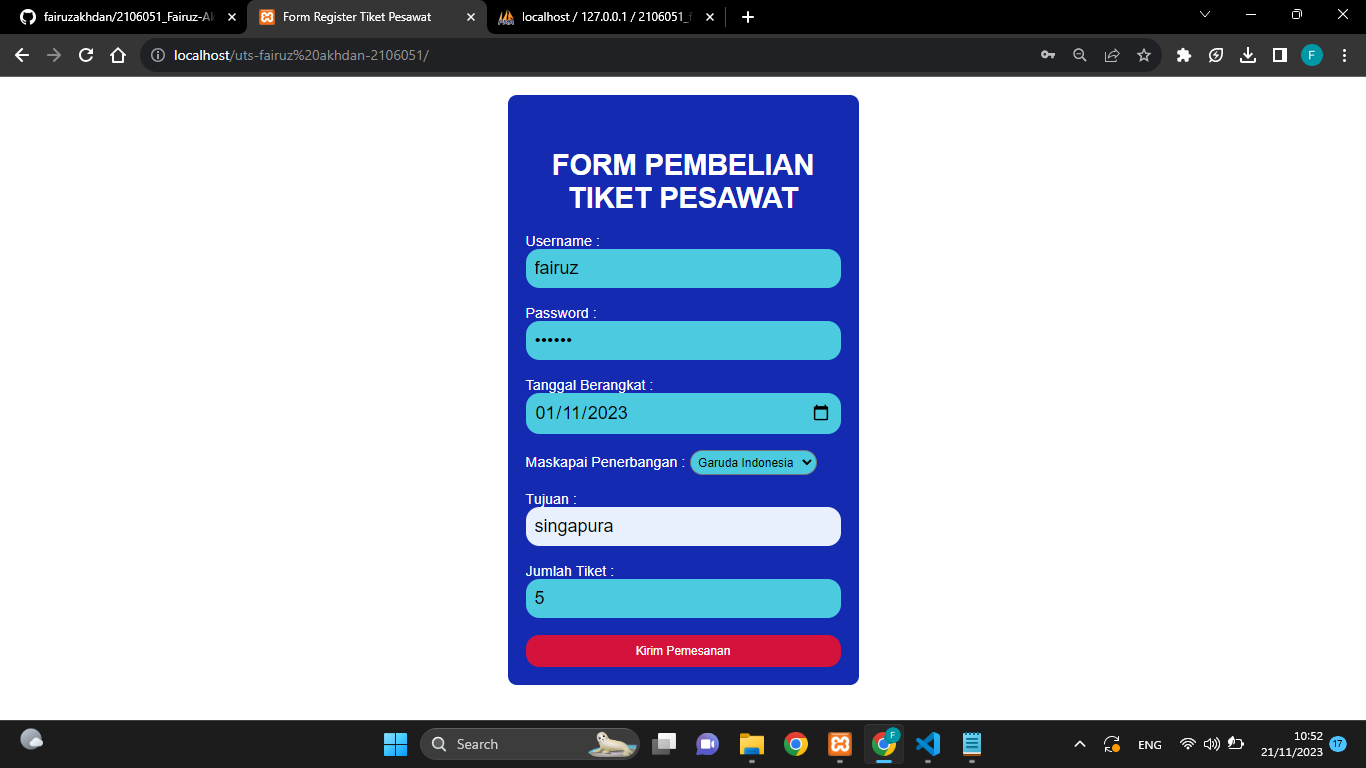 fairuzakhdan/2106051_Fairuz-Ak
Form Register Tiket Pesawat
localhost / 127.0.0.1 / 2106051_f
localhost/uts-fairuz%20akhdan-2106051/
F
FORM PEMBELIAN
TIKET PESAWAT
Username :
fairuz
Password :
••••••
Tanggal Berangkat :
01/11/2023
Maskapai Penerbangan : Garuda Indonesia
Tujuan :
singapura
Jumlah Tiket :
5
Kirim Pemesanan
Search
F
ENG
10:52
21/11/2023
17